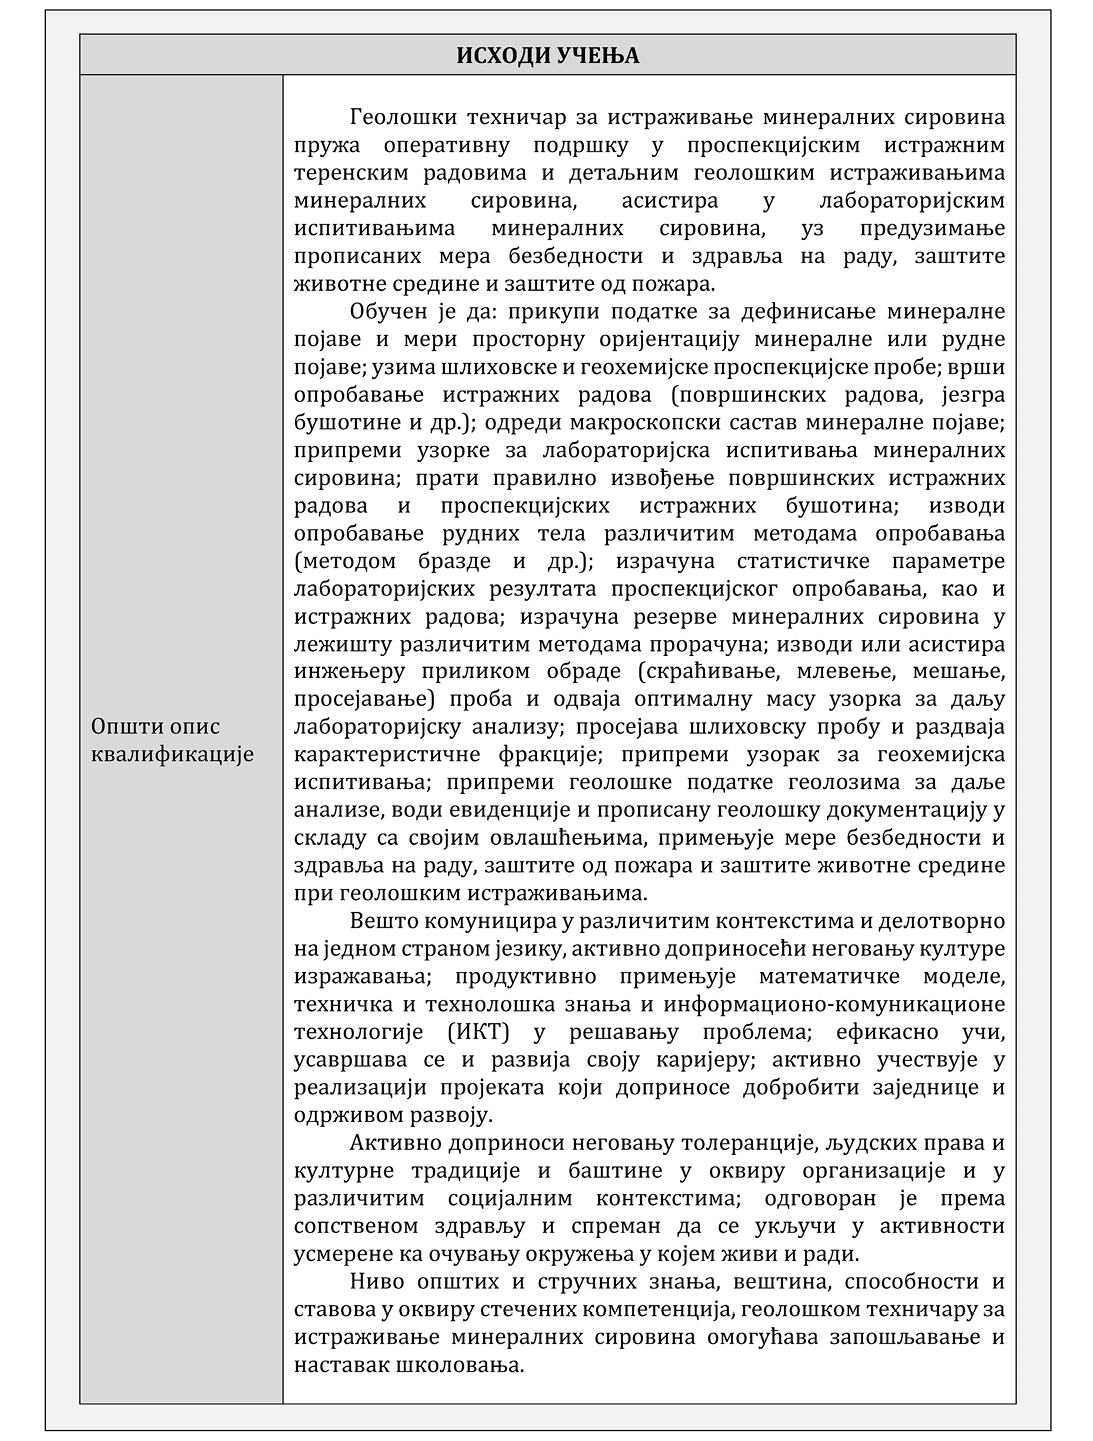 ИСХОДИ УЧЕЊА
Општи опис
квалификације
Геолошки техничар за истраживање минералних сировина
пружа оперативну подршку у проспекцијским истражним
теренским радовима и детаљним геолошким истраживањима
минералних сировина, асистира у лабораторијским
испитивањима минералних сировина, уз предузимање
прописаних мера безбедности и здравља на раду, заштите
животне средине и заштите од пожара.
Обучен је да: прикупи податке за дефинисање минералне
појаве и мери просторну оријентацију минералне или рудне
појаве; узима шлиховске и геохемијске проспекцијске пробе; врши
опробавање истражних радова (површинских радова, језгра
бушотине и др.); одреди макроскопски састав минералне појаве;
припреми узорке за лабораторијска испитивања минералних
сировина; прати правилно извођење површинских истражних
радова и проспекцијских истражних бушотина; изводи
опробавање рудних тела различитим методама опробавања
(методом бразде и др.); израчуна статистичке параметре
лабораторијских резултата проспекцијског опробавања, као и
истражних радова; израчуна резерве минералних сировина у
лежишту различитим методама прорачуна; изводи или асистира
инжењеру приликом обраде (скраћивање, млевење, мешање,
просејавање) проба и одваја оптималну масу узорка за даљу
лабораторијску анализу; просејава шлиховску пробу и раздваја
карактеристичне фракције; припреми узорак за геохемијска
испитивања; припреми геолошке податке геолозима за даље
анализе, води евиденције и прописану геолошку документацију у
складу са својим овлашћењима, примењује мере безбедности и
здравља на раду, заштите од пожара и заштите животне средине
при геолошким истраживањима.
Вешто комуницира у различитим контекстима и делотворно
на једном страном језику, активно доприносећи неговању културе
изражавања; продуктивно примењује математичке моделе,
техничка и технолошка знања и информационо-комуникационе
технологије (ИКТ) у решавању проблема; ефикасно учи,
усавршава се и развија своју каријеру; активно учествује у
реализацији пројеката који доприносе добробити заједнице и
одрживом развоју.
Активно доприноси неговању толеранције, људских права и
културне традиције и баштине у оквиру организације и у
различитим социјалним контекстима; одговоран је према
сопственом здрављу и спреман да се укључи у активности
усмерене ка очувању окружења у којем живи и ради.
Ниво општих и стручних знања, вештина, способности и
ставова у оквиру стечених компетенција, геолошком техничару за
истраживање минералних сировина омогућава запошљавање и
наставак школовања.